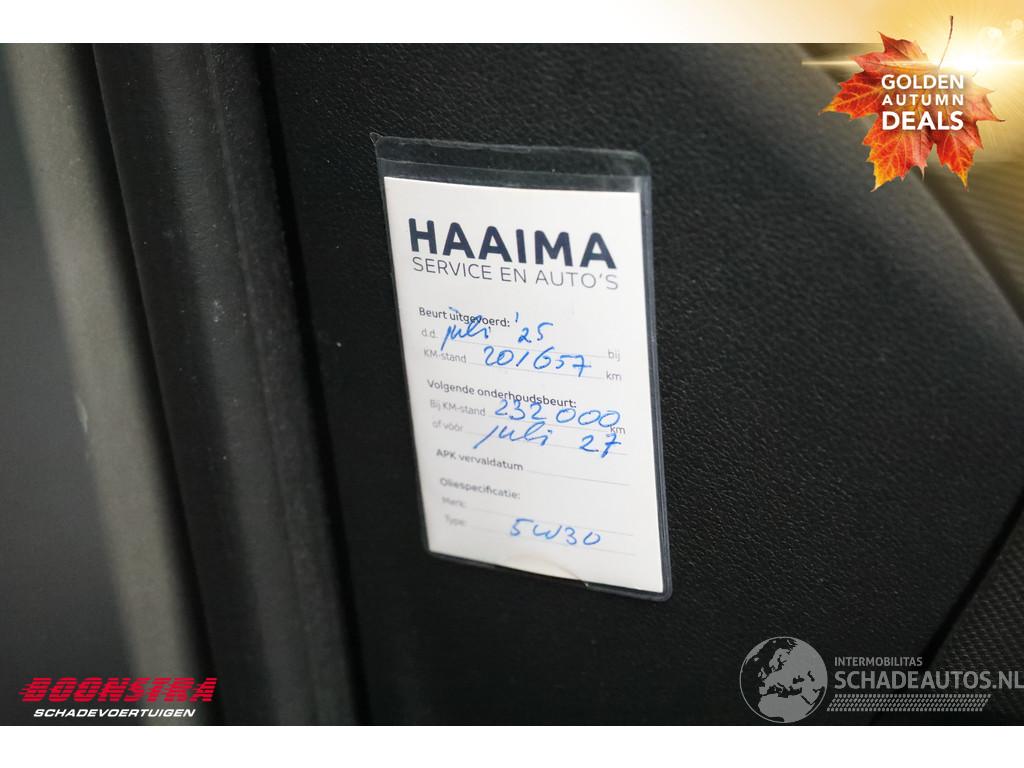 GOLDEN
AUTUMN
DEALS
HAAIMA
SERVICE EN AUTO'S
Beurt uitgevoerd:
d.d. juli '25 bij
KM-stand 201657 km
Volgende onderhoudsbeurt:
Bij KM-stand 232000 km
of vóór juli 27
APK vervaldatum
Oliespecificatie:
Merk:
Type: 5W30
BOONSTRA
SCHADEVOERTUIGEN
INTERMOBILITAS
SCHADEAUTOS.NL